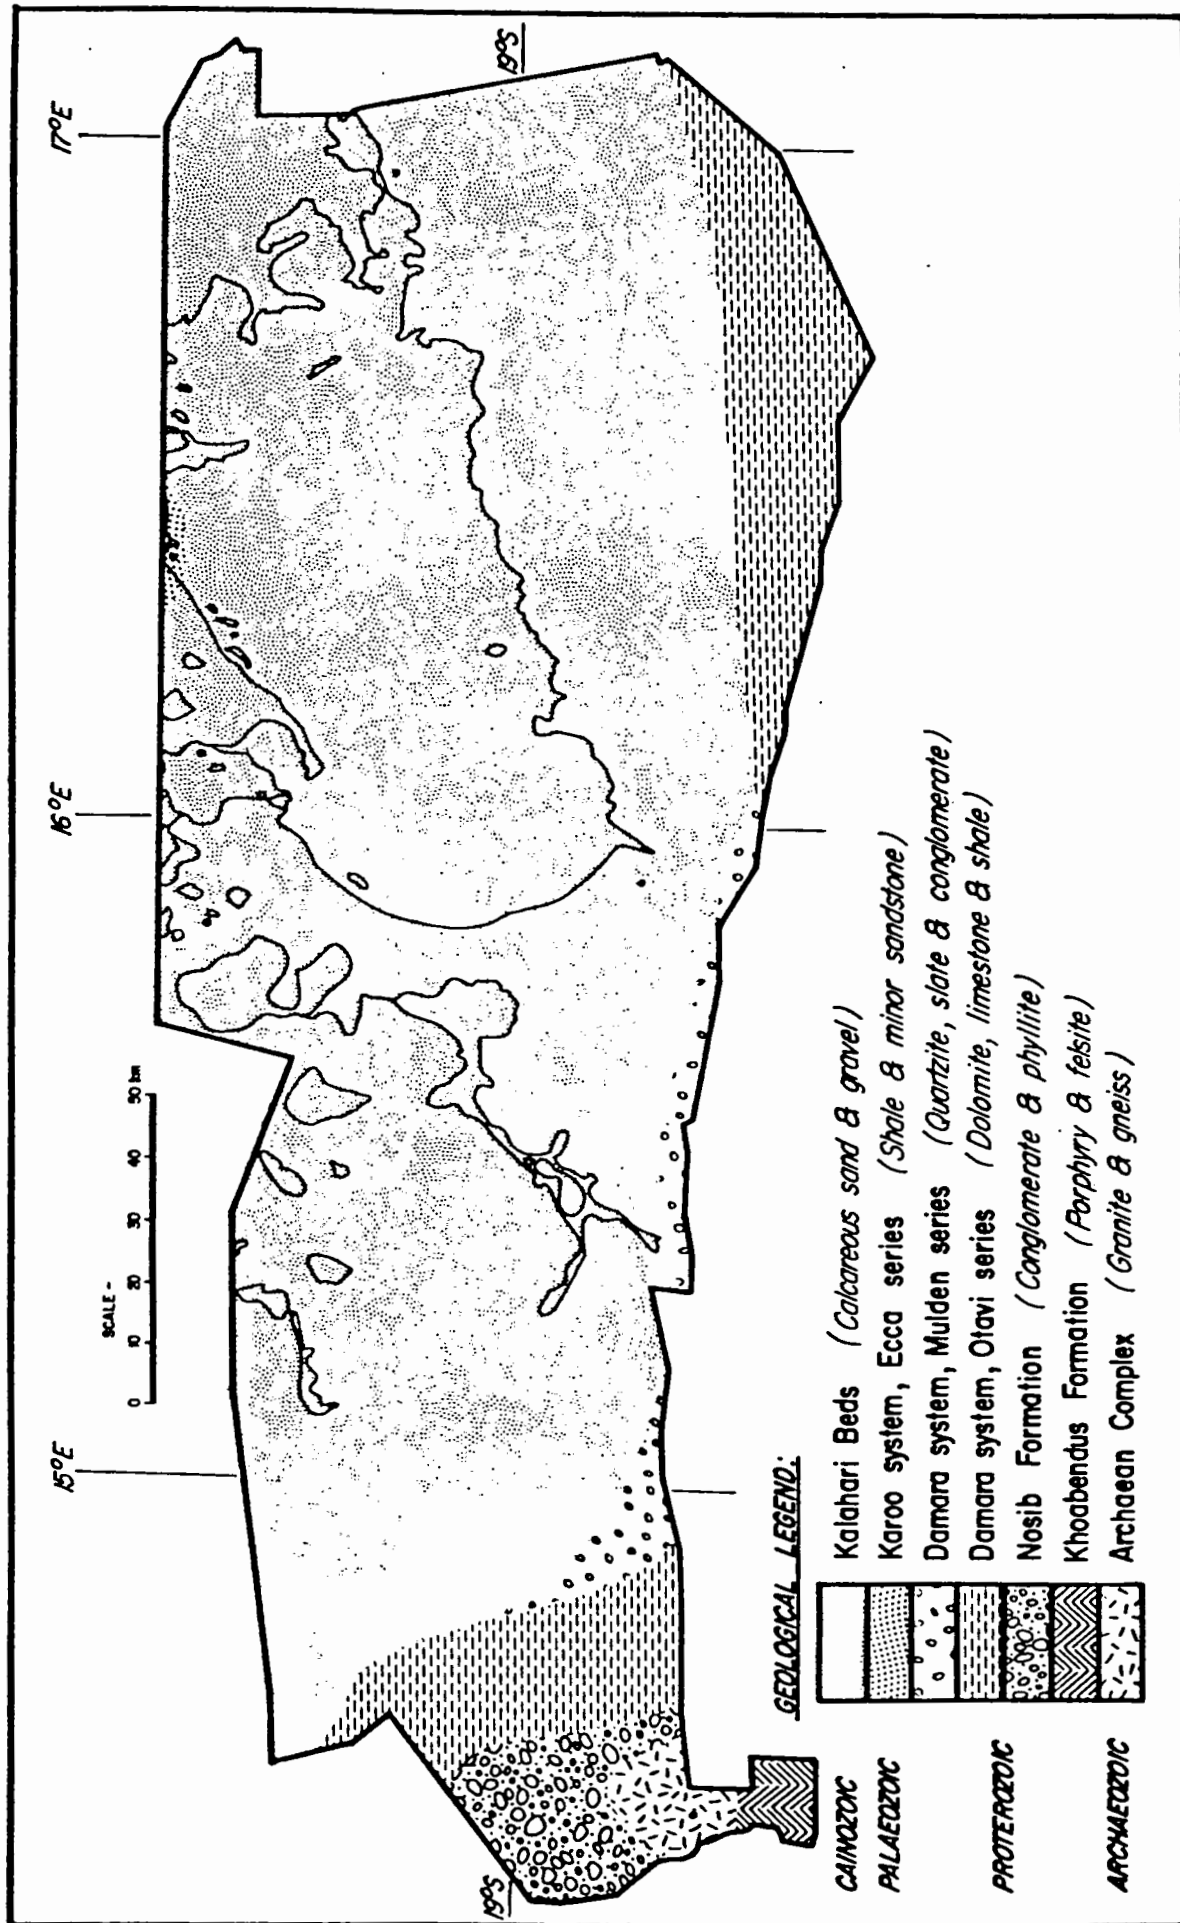 17°E
16°E
15°E
19°S
19°S
SCALE -
0 10 20 30 40 50 km
GEOLOGICAL LEGEND:
CAINOZOIC
PALAEOZOIC
PROTEROZOIC
ARCHAEOZOIC
Kalahari Beds (Calcareous sand & gravel)
Karoo system, Ecca series (Shale & minor sandstone)
Damara system, Mulden series (Quartzite, slate & conglomerate)
Damara system, Otavi series (Dolomite, limestone & shale)
Nosib Formation (Conglomerate & phyllite)
Khoabendus Formation (Porphyry & felsite)
Archaean Complex (Granite & gneiss)